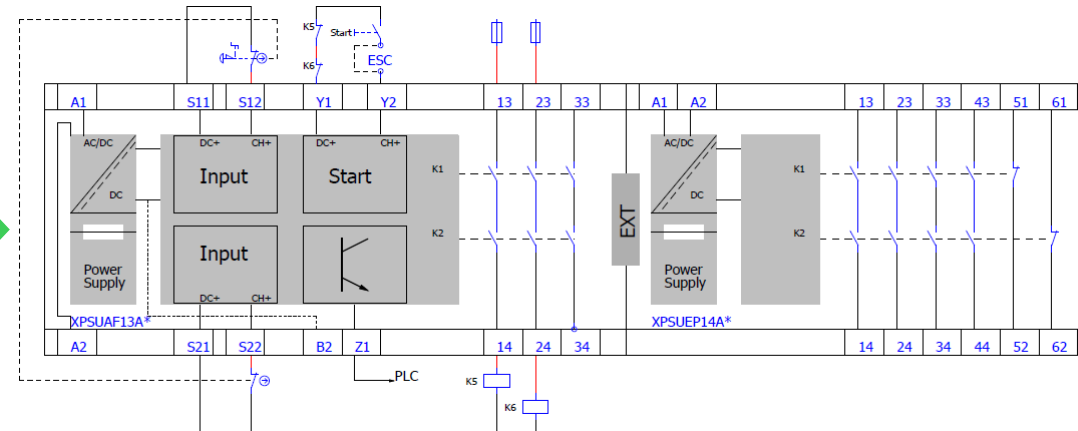 K5
Start
K6
ESC
A1 S11 S12 Y1 Y2 13 23 33 A1 A2 13 23 33 43 51 61
AC/DC DC+ CH+ DC+ CH+ AC/DC
Input Start K1 K1
DC DC
EXT
Input K2 K2
Power Supply Power Supply
DC+ CH+
XPSUAF13A* XPSUEP14A*
A2 S21 S22 B2 Z1 14 24 34 14 24 34 44 52 62
PLC
K5
K6